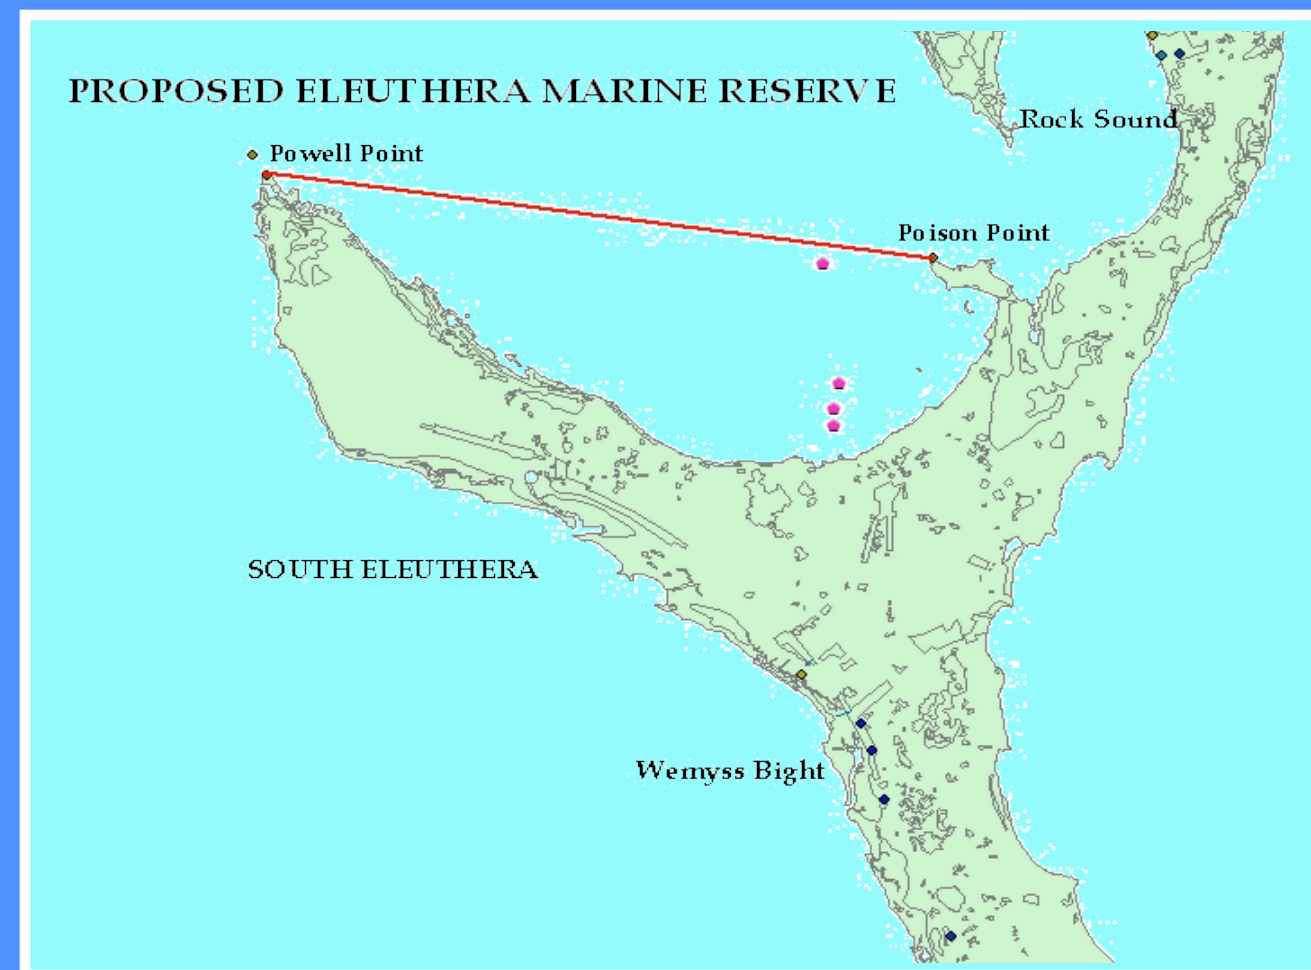 PROPOSED ELEUTHERA MARINE RESERVE
Rock Sound
Powell Point
Poison Point
SOUTH ELEUTHERA
Wemyss Bight